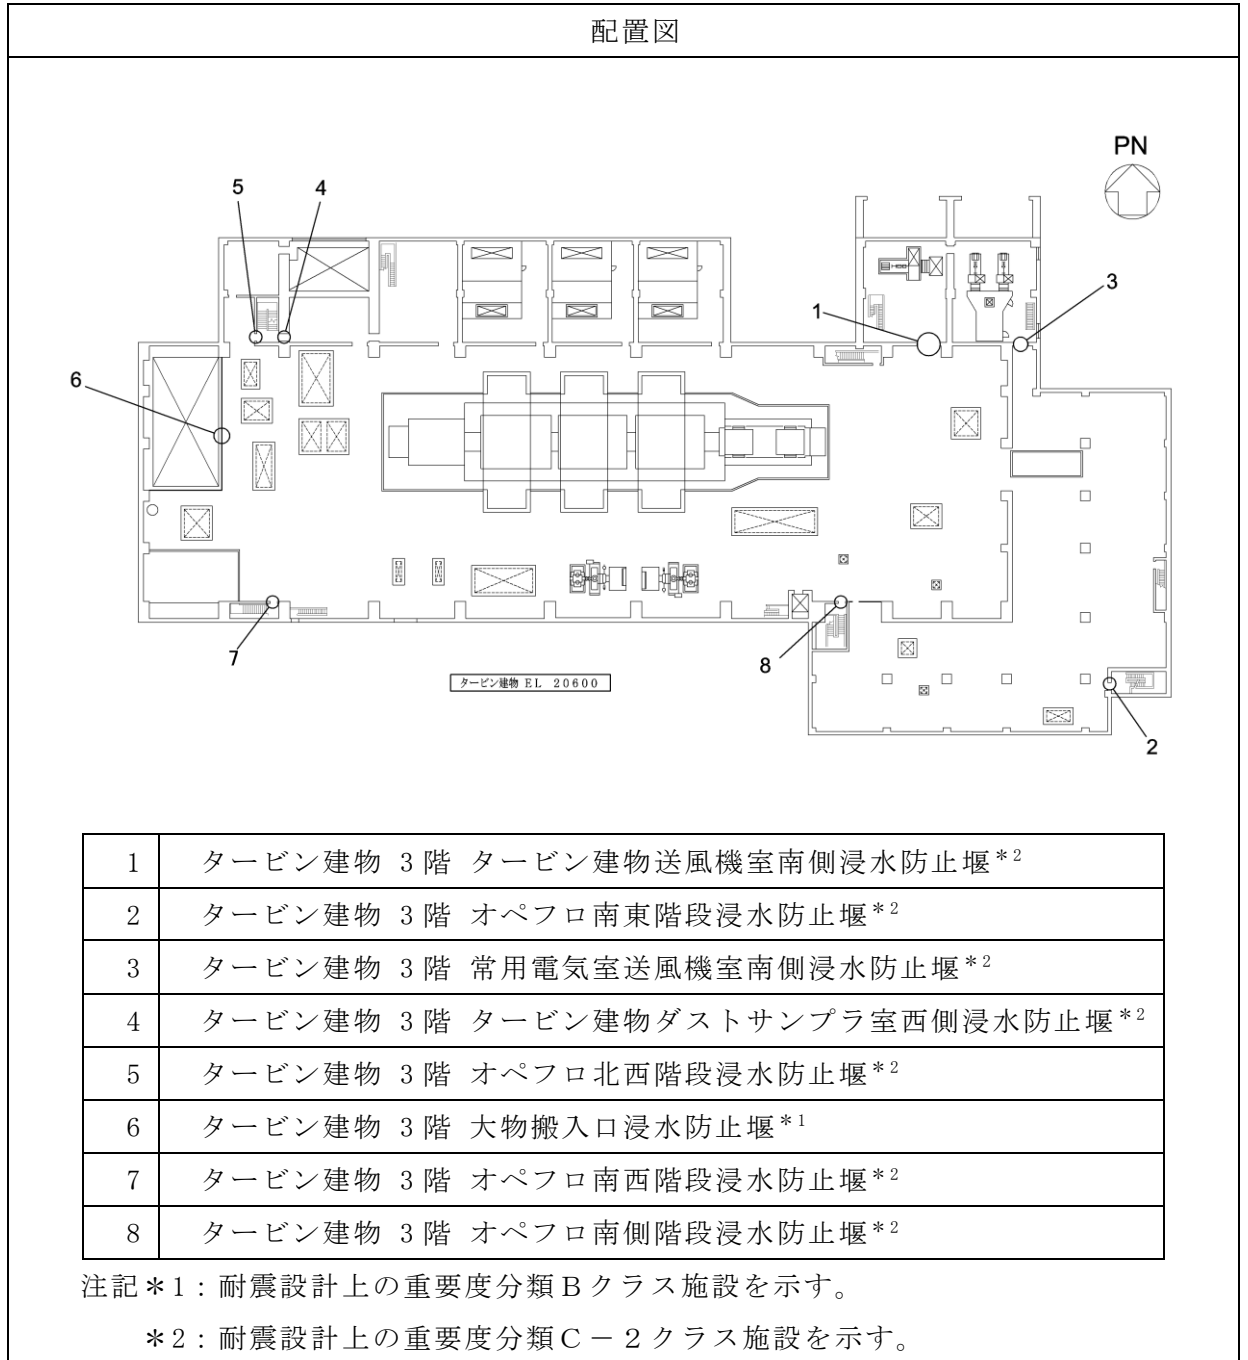 配置図
PN
5
4
3
1
6
7
8
2
タービン建物 EL 20600
1 タービン建物 3階 タービン建物送風機室南側浸水防止堰*2
2 タービン建物 3階 オペフロ南東階段浸水防止堰*2
3 タービン建物 3階 常用電気室送風機室南側浸水防止堰*2
4 タービン建物 3階 タービン建物ダストサンプラ室西側浸水防止堰*2
5 タービン建物 3階 オペフロ北西階段浸水防止堰*2
6 タービン建物 3階 大物搬入口浸水防止堰*1
7 タービン建物 3階 オペフロ南西階段浸水防止堰*2
8 タービン建物 3階 オペフロ南側階段浸水防止堰*2
注記*1:耐震設計上の重要度分類Bクラス施設を示す。
*2:耐震設計上の重要度分類C-2クラス施設を示す。